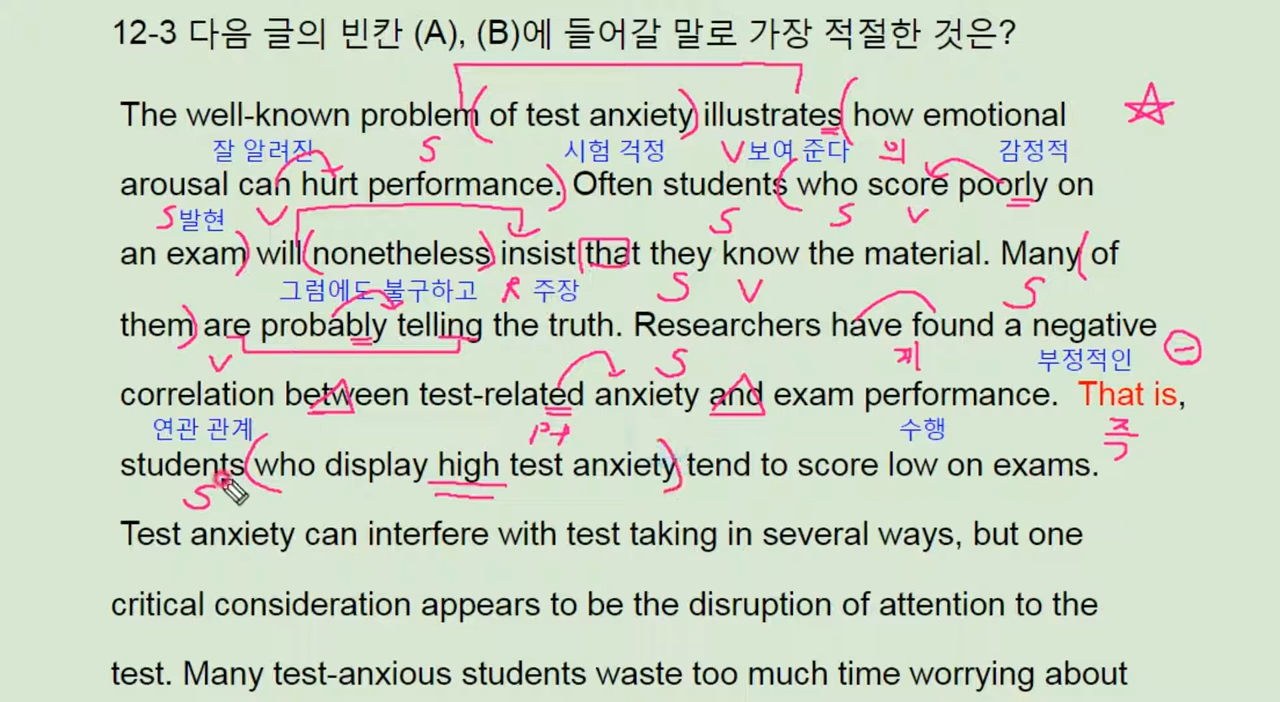 12-3 다음 글의 빈칸 (A), (B)에 들어갈 말로 가장 적절한 것은?
The well-known problem ( of test anxiety ) illustrates ( how emotional
잘 알려진 S 시험 걱정 V 보여 준다 의 감정적
arousal can hurt performance. ) Often students ( who score poorly on
S 발현 V S S V
an exam ) will ( nonetheless ) insist that they know the material. Many ( of
그럼에도 불구하고 R 주장 S V S
them ) are probably telling the truth. Researchers have found a negative
V S 부정적인 −
correlation between test-related anxiety and exam performance. That is,
연관 관계 P.P 수행 즉
students ( who display high test anxiety ) tend to score low on exams.
S
Test anxiety can interfere with test taking in several ways, but one
critical consideration appears to be the disruption of attention to the
test. Many test-anxious students waste too much time worrying about